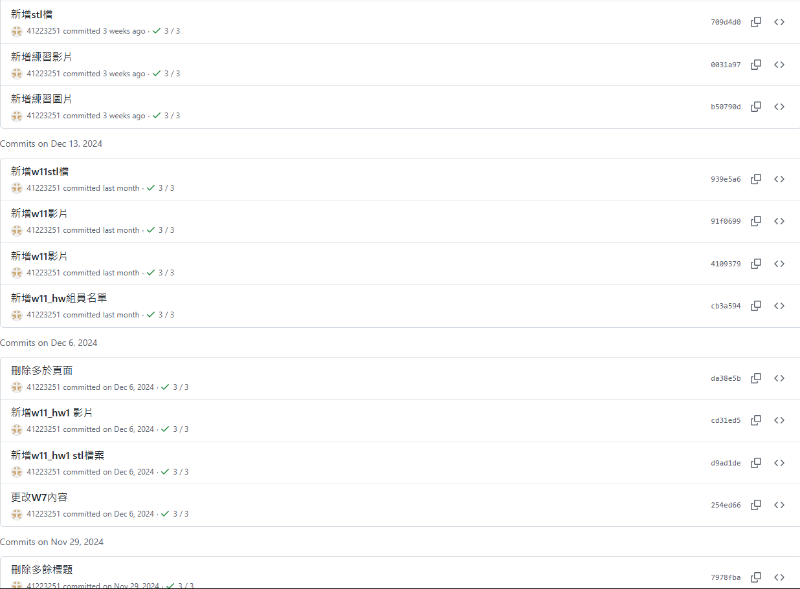 新增stl檔
41223251 committed 3 weeks ago · ✓ 3 / 3
709d4d0
新增練習影片
41223251 committed 3 weeks ago · ✓ 3 / 3
0031a97
新增練習圖片
41223251 committed 3 weeks ago · ✓ 3 / 3
b50790d
Commits on Dec 13, 2024
新增w11stl檔
41223251 committed last month · ✓ 3 / 3
939e5a6
新增w11影片
41223251 committed last month · ✓ 3 / 3
91f0699
新增w11影片
41223251 committed last month · ✓ 3 / 3
4109379
新增w11_hw組員名單
41223251 committed last month · ✓ 3 / 3
cb3a594
Commits on Dec 6, 2024
刪除多於頁面
41223251 committed on Dec 6, 2024 · ✓ 3 / 3
da38e5b
新增w11_hw1 影片
41223251 committed on Dec 6, 2024 · ✓ 3 / 3
cd31ed5
新增w11_hw1 stl檔案
41223251 committed on Dec 6, 2024 · ✓ 3 / 3
d9ad1de
更改W7內容
41223251 committed on Dec 6, 2024 · ✓ 3 / 3
254ed66
Commits on Nov 29, 2024
刪除多餘標題
41223251 committed on Nov 29, 2024 · ✓ 3 / 3
7978fba